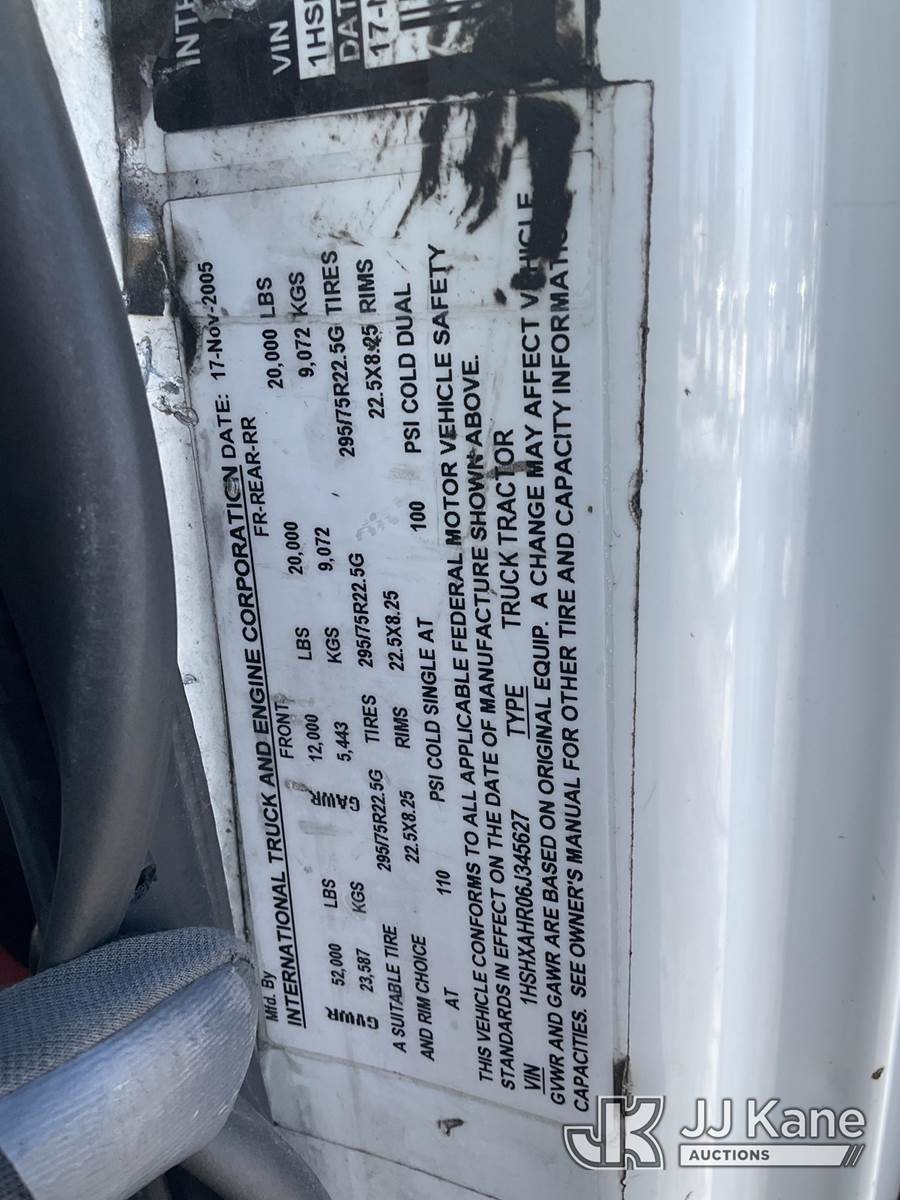 INT
VIN
1HS
DAT
17-
Mfd. By
INTERNATIONAL TRUCK AND ENGINE CORPORATION DATE: 17-Nov-2005
FRONT FR-REAR-RR
GVWR 52,000 LBS GAWR 12,000 LBS 20,000 20,000 LBS
23,587 KGS 5,443 KGS 9,072 9,072 KGS
A SUITABLE TIRE 295/75R22.5G TIRES 295/75R22.5G 295/75R22.5G TIRES
AND RIM CHOICE 22.5X8.25 RIMS 22.5X8.25 22.5X8.25 RIMS
AT 110 PSI COLD SINGLE AT 100 PSI COLD DUAL
THIS VEHICLE CONFORMS TO ALL APPLICABLE FEDERAL MOTOR VEHICLE SAFETY
STANDARDS IN EFFECT ON THE DATE OF MANUFACTURE SHOWN ABOVE.
VIN 1HSHXAHR06J345627 TYPE TRUCK TRACTOR
GVWR AND GAWR ARE BASED ON ORIGINAL EQUIP. A CHANGE MAY AFFECT VEHICLE
CAPACITIES. SEE OWNER'S MANUAL FOR OTHER TIRE AND CAPACITY INFORMATIO
JK JJ Kane
AUCTIONS